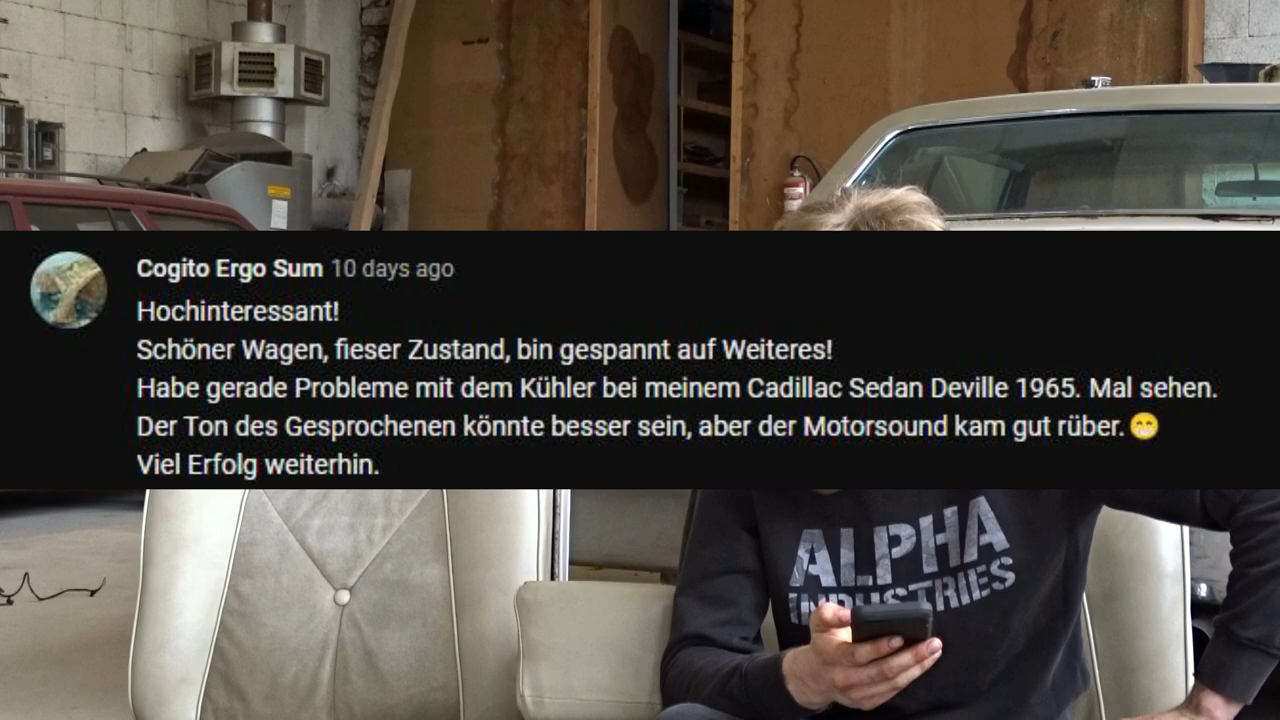 Cogito Ergo Sum 10 days ago
Hochinteressant!
Schöner Wagen, fieser Zustand, bin gespannt auf Weiteres!
Habe gerade Probleme mit dem Kühler bei meinem Cadillac Sedan Deville 1965. Mal sehen.
Der Ton des Gesprochenen könnte besser sein, aber der Motorsound kam gut rüber.😁
Viel Erfolg weiterhin.
ALPHA
INDUSTRIES